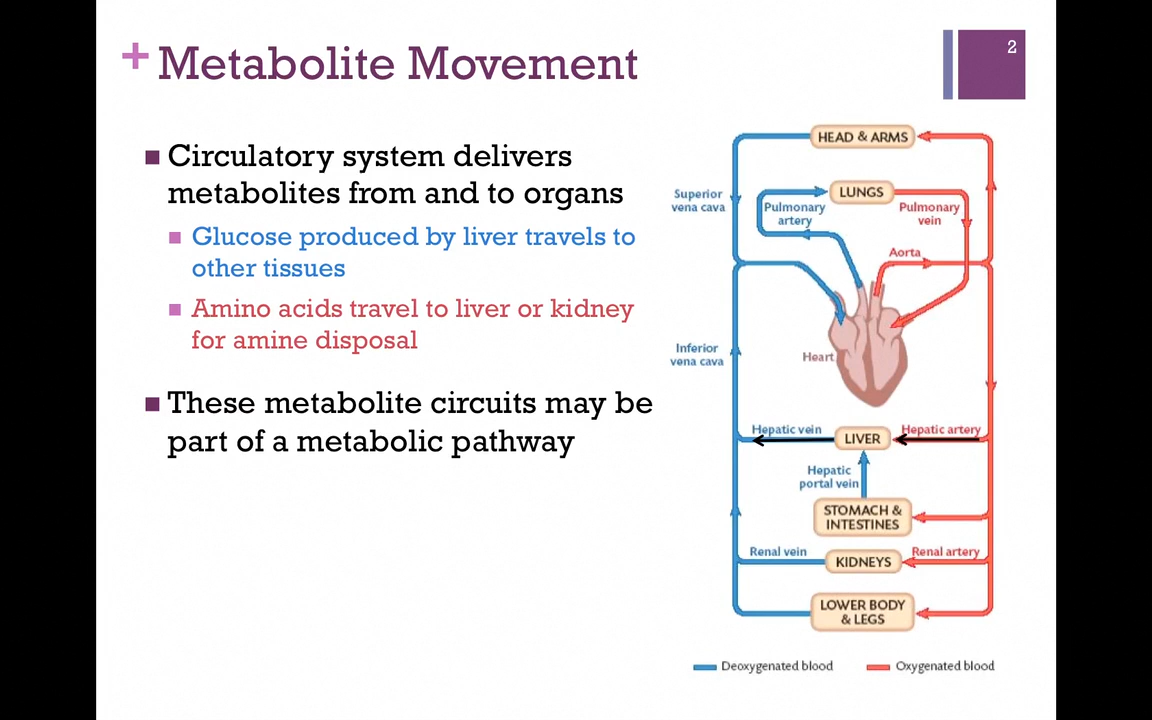 2
+ Metabolite Movement
Circulatory system delivers
metabolites from and to organs
Glucose produced by liver travels to
other tissues
Amino acids travel to liver or kidney
for amine disposal
These metabolite circuits may be
part of a metabolic pathway
HEAD & ARMS
LUNGS
Superior
vena cava
Pulmonary
artery
Pulmonary
vein
Aorta
Inferior
vena cava
Heart
Hepatic vein
LIVER
Hepatic artery
Hepatic
portal vein
STOMACH &
INTESTINES
Renal vein
KIDNEYS
Renal artery
LOWER BODY
& LEGS
Deoxygenated blood
Oxygenated blood